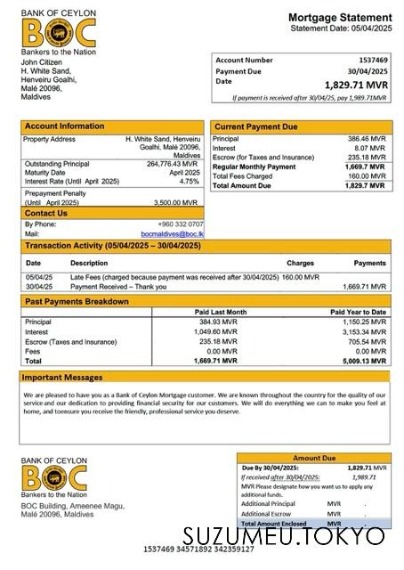 BANK OF CEYLON
BOC
Bankers to the Nation
John Citizen
H. White Sand,
Henveiru Goalhi,
Malé 20096,
Maldives
Mortgage Statement
Statement Date: 05/04/2025
Account Number 1537469
Payment Due 30/04/2025
Date 1,829.71 MVR
If payment is received after 30/04/25, pay 1,989.71MVR
Account Information
Property Address H. White Sand, Henveiru
Goalhi, Malé 20096,
Maldives
Outstanding Principal 264,776.43 MVR
Maturity Date April 2025
Interest Rate (Until April 2025) 4.75%
Prepayment Penalty
(Until April 2025) 3,500.00 MVR
Contact Us
By Phone: +960 332 0707
Mail: bocmaldives@boc.lk
Current Payment Due
Principal 386.46 MVR
Interest 8.07 MVR
Escrow (for Taxes and Insurance) 235.18 MVR
Regular Monthly Payment 1,669.7 MVR
Total Fees Charged 160.00 MVR
Total Amount Due 1,829.7 MVR
Transaction Activity (05/04/2025 – 30/04/2025)
Date Description Charges Payments
05/04/25 Late Fees (charged because payment was received after 30/04/2025) 160.00 MVR
30/04/25 Payment Received – Thank you 1,669.71 MVR
Past Payments Breakdown
Paid Last Month Paid Year to Date
Principal 384.93 MVR 1,150.25 MVR
Interest 1,049.60 MVR 3,153.34 MVR
Escrow (Taxes and Insurance) 235.18 MVR 705.54 MVR
Fees 0.00 MVR 0.00 MVR
Total 1,669.71 MVR 5,009.13 MVR
Important Messages
We are pleased to have you as a Bank of Ceylon Mortgage customer. We are known throughout the country for the quality of our
service and our dedication to providing financial security for our customers. We will do everything we can to make you feel at
home, and to ensure you receive the friendly, professional service you deserve.
BANK OF CEYLON
BOC
Bankers to the Nation
BOC Building, Ameenee Magu,
Malé 20096, Maldives
Amount Due
Due By 30/04/2025: 1,829.71 MVR
If received after 30/04/2025: 1,989.71
MVR Please designate how you want us to apply any
additional funds.
Additional Principal MVR .
Additional Escrow MVR .
Total Amount Enclosed MVR .
SUZUMEU.TOKYO
1537469 34571892 342359127